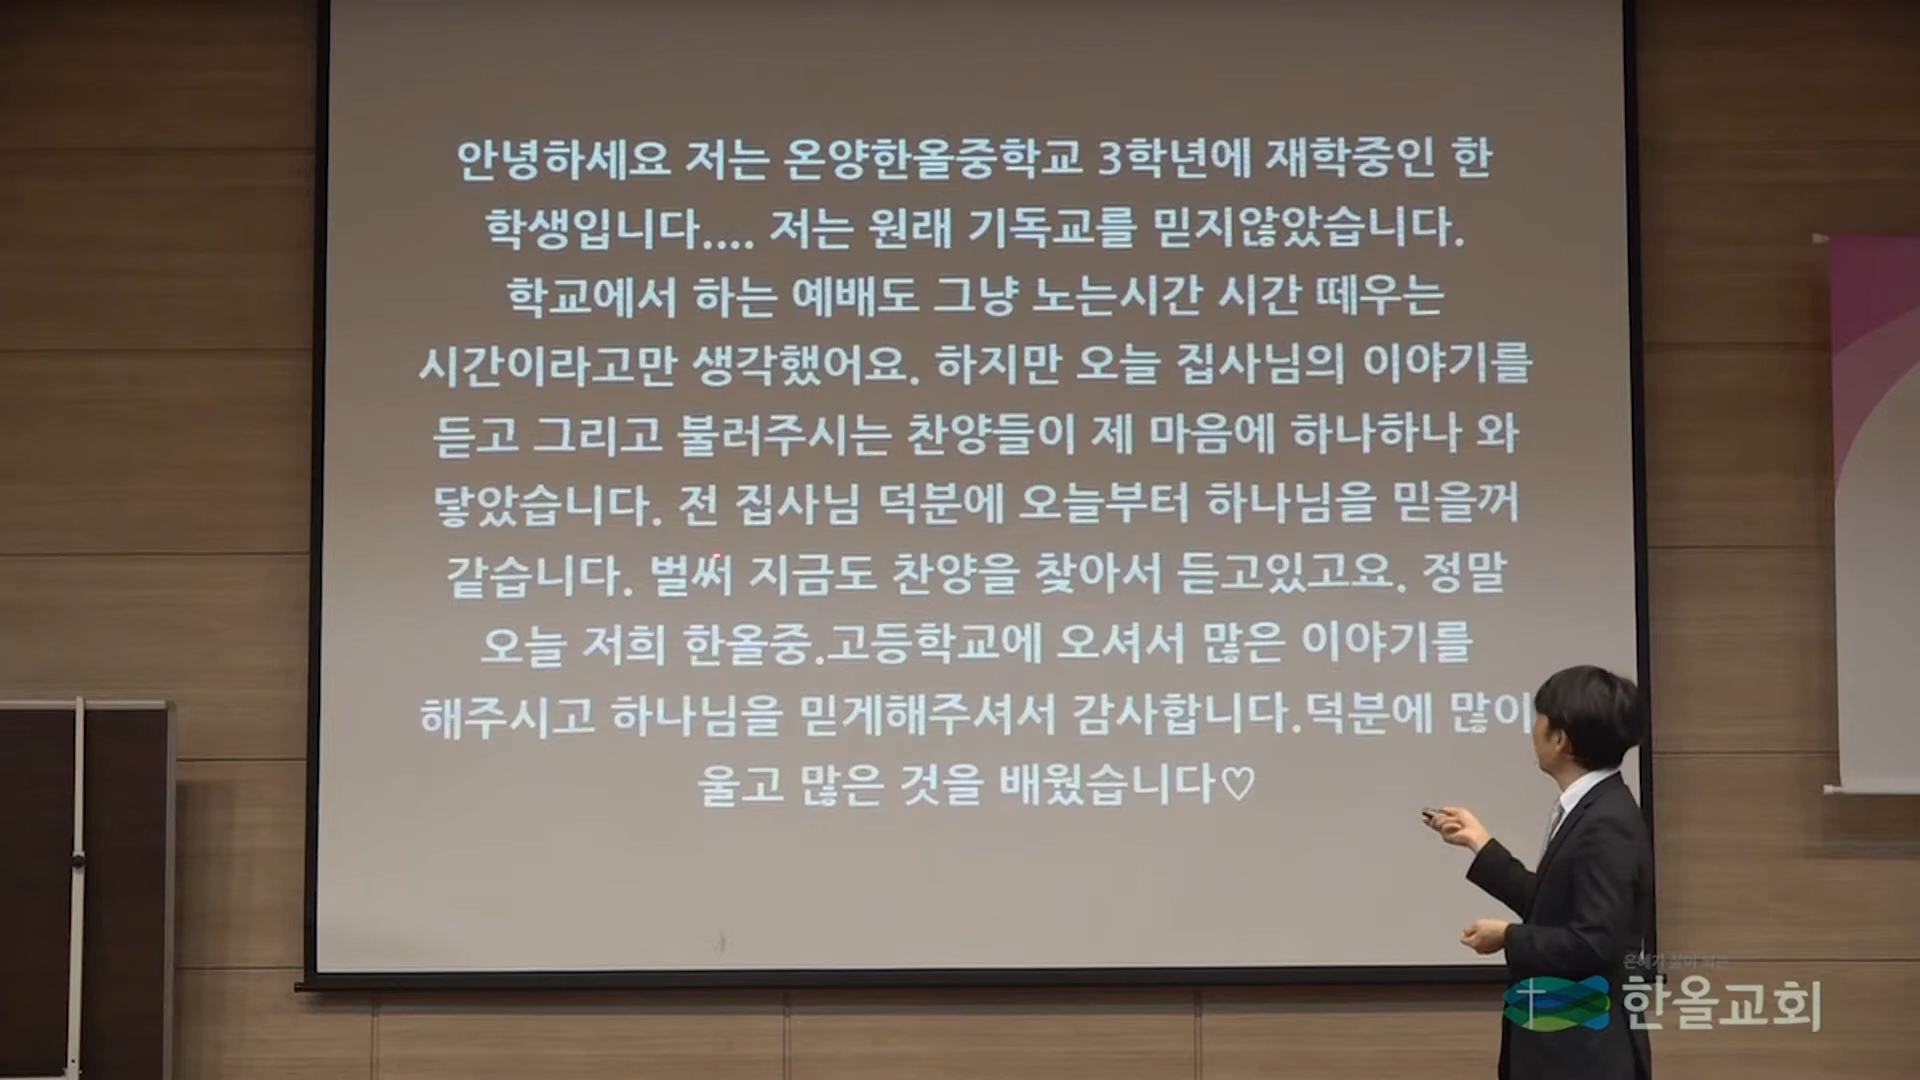 안녕하세요 저는 온양한올중학교 3학년에 재학중인 한
학생입니다.... 저는 원래 기독교를 믿지않았습니다.
학교에서 하는 예배도 그냥 노는시간 시간 떼우는
시간이라고만 생각했어요. 하지만 오늘 집사님의 이야기를
듣고 그리고 불러주시는 찬양들이 제 마음에 하나하나 와
닿았습니다. 전 집사님 덕분에 오늘부터 하나님을 믿을꺼
같습니다. 벌써 지금도 찬양을 찾아서 듣고있고요. 정말
오늘 저희 한올중.고등학교에 오셔서 많은 이야기를
해주시고 하나님을 믿게해주셔서 감사합니다.덕분에 많이
울고 많은 것을 배웠습니다♡
한올교회